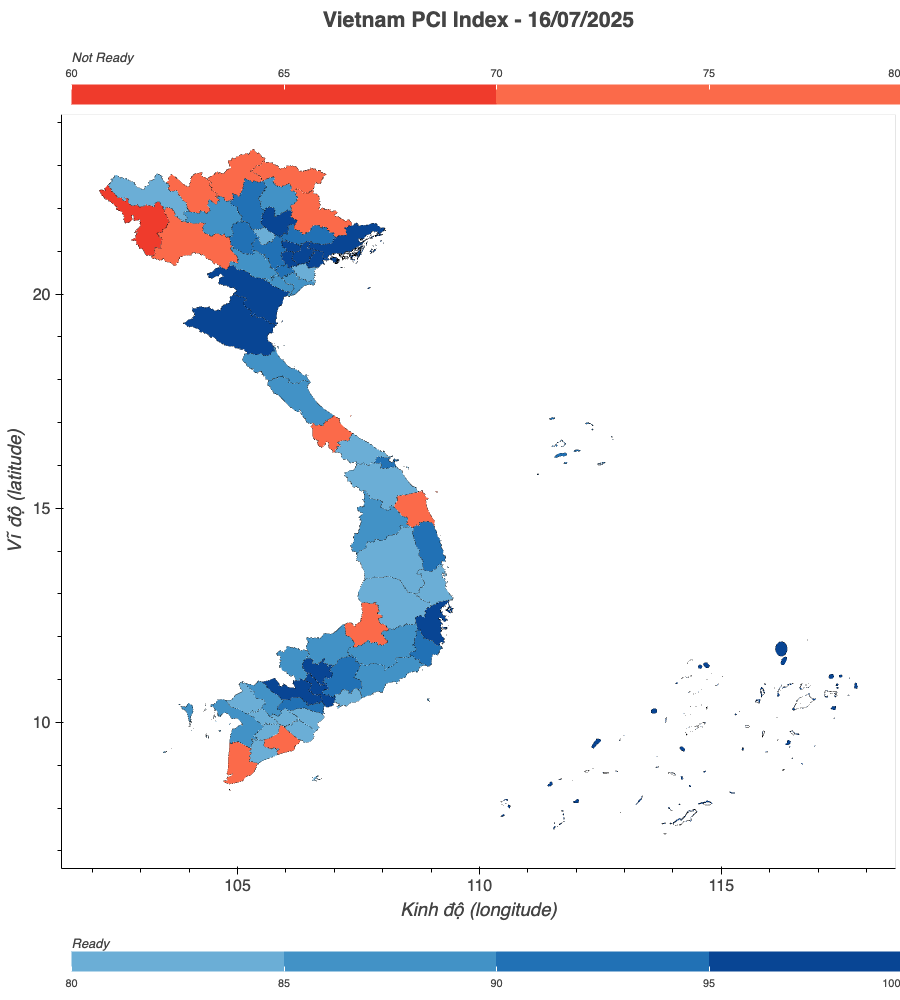 Vietnam PCI Index - 16/07/2025
Not Ready
60 65 70 75 80
20
15
10
Vĩ độ (latiitude)
105 110 115
Kinh độ (longitude)
Ready
80 85 90 95 100